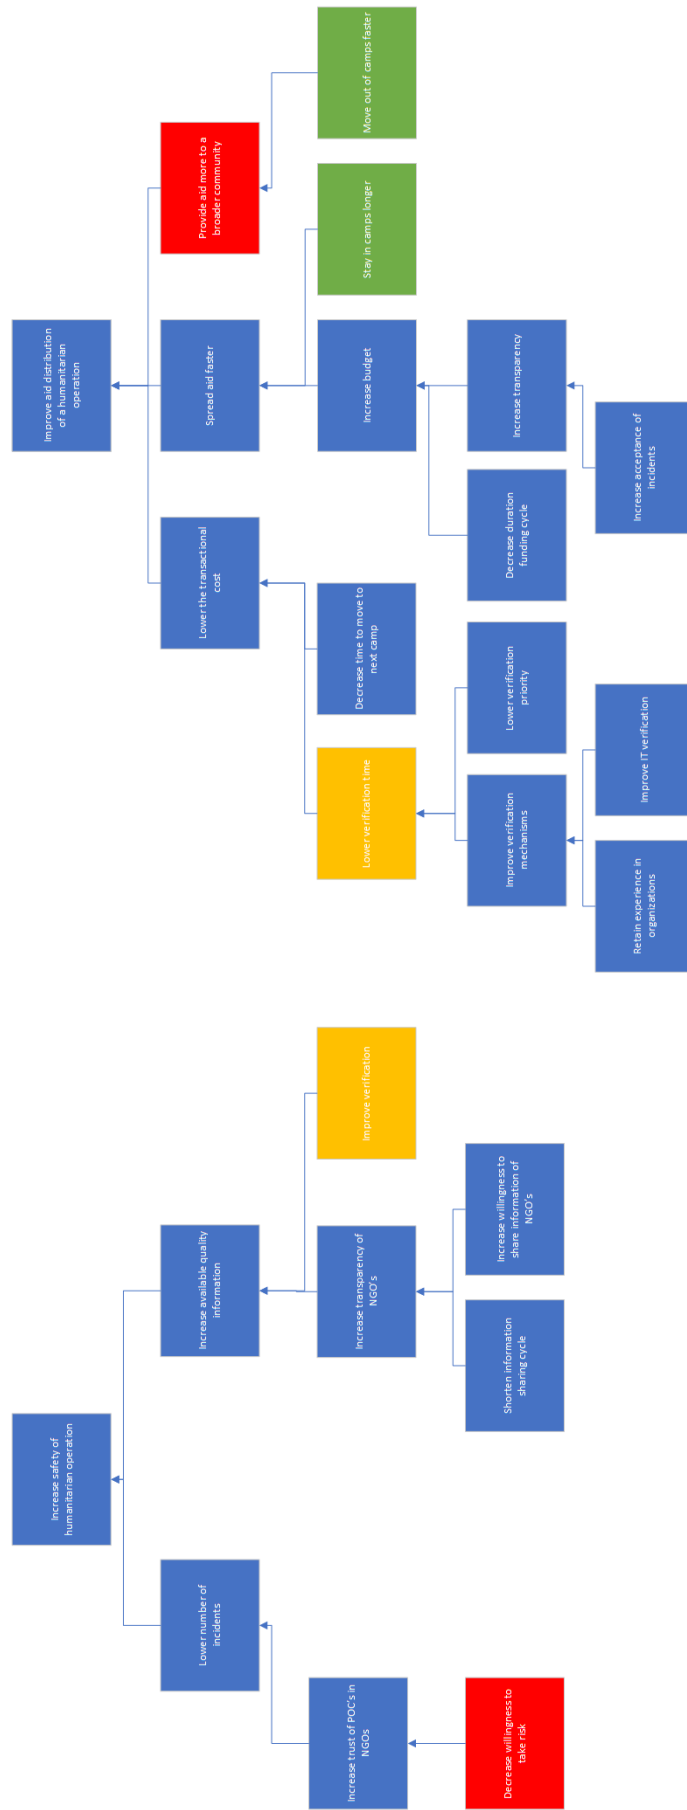 Increase safety of
humanitarian operation
Improve aid distribution
of a humanitarian
operation
Lower number of
incidents
Increase available quality
information
Lower the transactional
cost
Spread aid faster
Provide aid more to a
broader community
Increase trust of POC's in
NGOs
Increase transparency of
NGO's
Improve verification
Lower verification time
Decrease time to move to
next camp
Increase budget
Stay in camps longer
Move out of camps faster
Decrease willingness to
take risk
Shorten information
sharing cycle
Increase willingness to
share information of
NGO's
Improve verification
mechanisms
Lower verification
priority
Decrease duration
funding cycle
Increase transparency
Retain experience in
organizations
Improve IT verification
Increase acceptance of
incidents